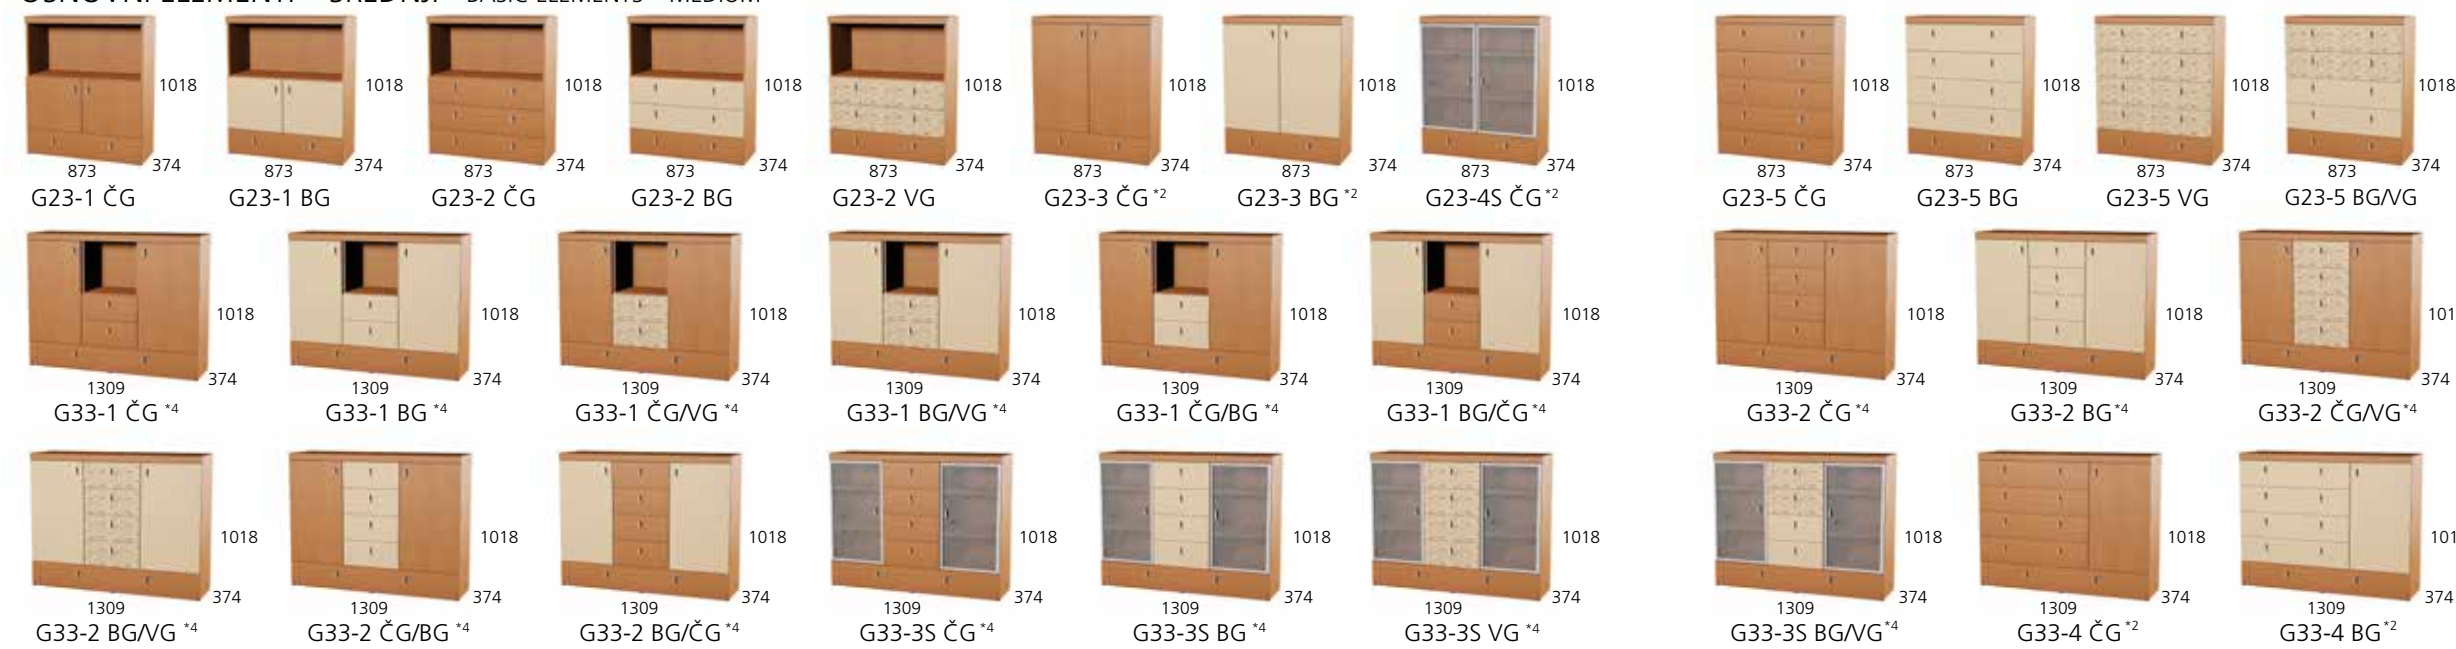 OSNOVNI ELEMENTI - SREDNJI - BASIC ELEMENTS - MEDIUM
1018 1018 1018 1018 1018 1018 1018 1018 1018 1018 1018 1018
873 374 873 374 873 374 873 374 873 374 873 374 873 374 873 374 873 374 873 374 873 374 873 374
G23-1 ČG G23-1 BG G23-2 ČG G23-2 BG G23-2 VG G23-3 ČG *2 G23-3 BG *2 G23-4S ČG *2 G23-5 ČG G23-5 BG G23-5 VG G23-5 BG/VG
1018 1018 1018 1018 1018 1018 1018 1018 101
1309 374 1309 374 1309 374 1309 374 1309 374 1309 374 1309 374 1309 374 1309 374
G33-1 ČG *4 G33-1 BG *4 G33-1 ČG/VG *4 G33-1 BG/VG *4 G33-1 ČG/BG *4 G33-1 BG/ČG *4 G33-2 ČG *4 G33-2 BG *4 G33-2 ČG/VG *4
1018 1018 1018 1018 1018 1018 1018 1018 101
1309 374 1309 374 1309 374 1309 374 1309 374 1309 374 1309 374 1309 374 1309 374
G33-2 BG/VG *4 G33-2 ČG/BG *4 G33-2 BG/ČG *4 G33-3S ČG *4 G33-3S BG *4 G33-3S VG *4 G33-3S BG/VG *4 G33-4 ČG *2 G33-4 BG *2